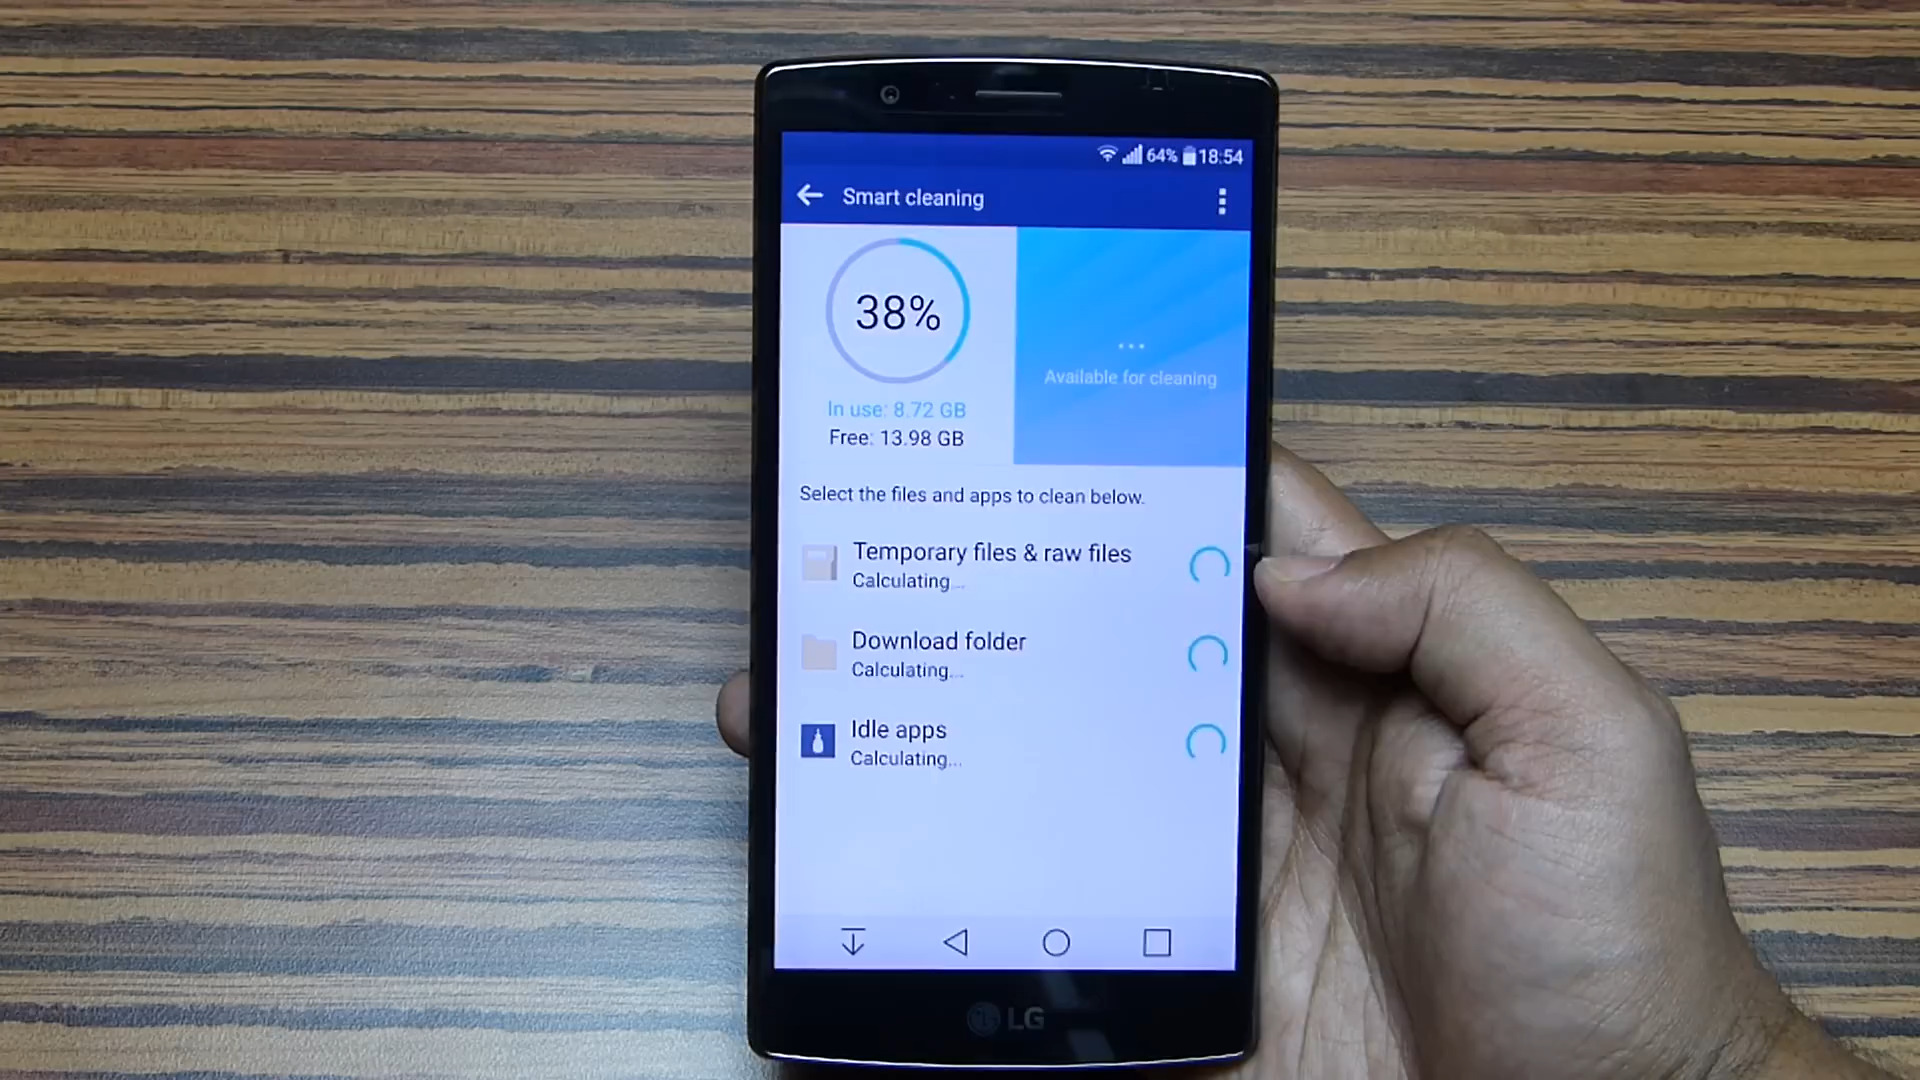 64% 18:54
Smart cleaning
38%
In use: 8.72 GB
Free: 13.98 GB
...
Available for cleaning
Select the files and apps to clean below.
Temporary files & raw files
Calculating...
Download folder
Calculating...
Idle apps
Calculating...
LG